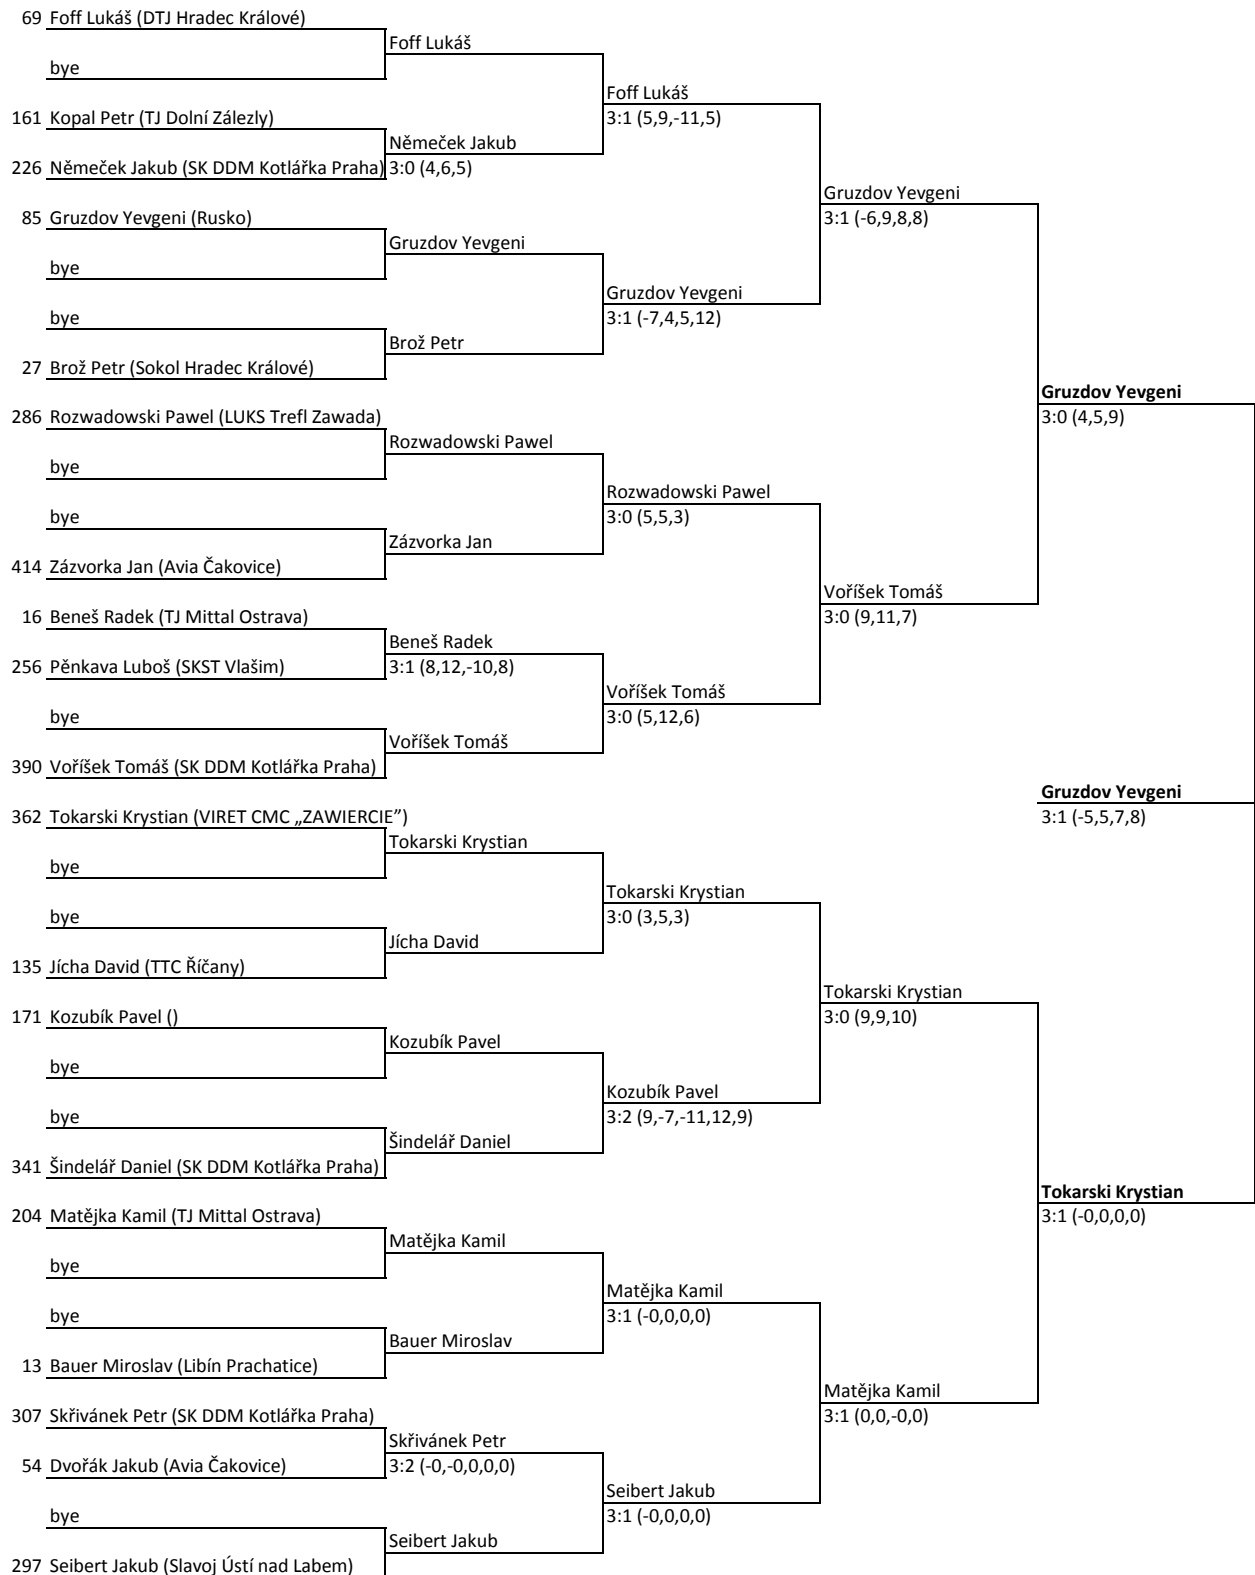 69 Foff Lukáš (DTJ Hradec Králové)
Foff Lukáš
bye
Foff Lukáš
161 Kopal Petr (TJ Dolní Zálezly)
3:1 (5,9,-11,5)
Němeček Jakub
226 Němeček Jakub (SK DDM Kotlářka Praha)
3:0 (4,6,5)
Gruzdov Yevgeni
85 Gruzdov Yevgeni (Rusko)
3:1 (-6,9,8,8)
Gruzdov Yevgeni
bye
Gruzdov Yevgeni
bye
3:1 (-7,4,5,12)
Brož Petr
27 Brož Petr (Sokol Hradec Králové)
Gruzdov Yevgeni
286 Rozwadowski Pawel (LUKS Trefl Zawada)
3:0 (4,5,9)
Rozwadowski Pawel
bye
Rozwadowski Pawel
bye
3:0 (5,5,3)
Zázvorka Jan
414 Zázvorka Jan (Avia Čakovice)
Voříšek Tomáš
16 Beneš Radek (TJ Mittal Ostrava)
3:0 (9,11,7)
Beneš Radek
256 Pěnkava Luboš (SKST Vlašim)
3:1 (8,12,-10,8)
Voříšek Tomáš
bye
3:0 (5,12,6)
Voříšek Tomáš
390 Voříšek Tomáš (SK DDM Kotlářka Praha)
Gruzdov Yevgeni
362 Tokarski Krystian (VIRET CMC „ZAWIERCIE”)
3:1 (-5,5,7,8)
Tokarski Krystian
bye
Tokarski Krystian
bye
3:0 (3,5,3)
Jícha David
135 Jícha David (TTC Říčany)
Tokarski Krystian
171 Kozubík Pavel ()
3:0 (9,9,10)
Kozubík Pavel
bye
Kozubík Pavel
bye
3:2 (9,-7,-11,12,9)
Šindelář Daniel
341 Šindelář Daniel (SK DDM Kotlářka Praha)
Tokarski Krystian
204 Matějka Kamil (TJ Mittal Ostrava)
3:1 (-0,0,0,0)
Matějka Kamil
bye
Matějka Kamil
bye
3:1 (-0,0,0,0)
Bauer Miroslav
13 Bauer Miroslav (Libín Prachatice)
Matějka Kamil
307 Skřivánek Petr (SK DDM Kotlářka Praha)
3:1 (0,0,-0,0)
Skřivánek Petr
54 Dvořák Jakub (Avia Čakovice)
3:2 (-0,-0,0,0,0)
Seibert Jakub
bye
3:1 (-0,0,0,0)
Seibert Jakub
297 Seibert Jakub (Slavoj Ústí nad Labem)